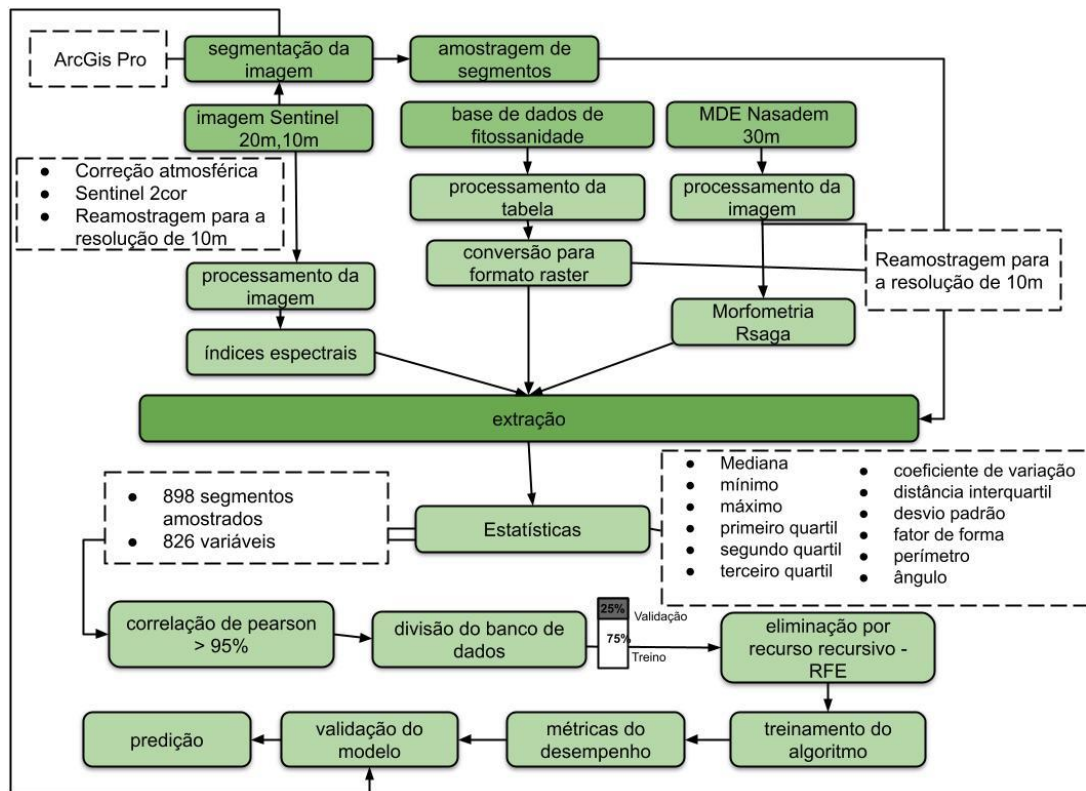 ArcGis Pro
segmentação da
imagem
amostragem de
segmentos
imagem Sentinel
20m,10m
base de dados de
fitossanidade
MDE Nasadem
30m
● Correção atmosférica
● Sentinel 2cor
● Reamostragem para a
resolução de 10m
processamento da
tabela
processamento da
imagem
conversão para
formato raster
Reamostragem para
a resolução de 10m
processamento da
imagem
Morfometria
Rsaga
índices espectrais
extração
● 898 segmentos
amostrados
● 826 variáveis
Estatísticas
● Mediana
● mínimo
● máximo
● primeiro quartil
● segundo quartil
● terceiro quartil
● coeficiente de variação
● distância interquartil
● desvio padrão
● fator de forma
● perímetro
● ângulo
correlação de pearson
> 95%
divisão do banco de
dados
25%
Validação
75%
Treino
eliminação por
recurso recursivo -
RFE
predição
validação do
modelo
métricas do
desempenho
treinamento do
algoritmo